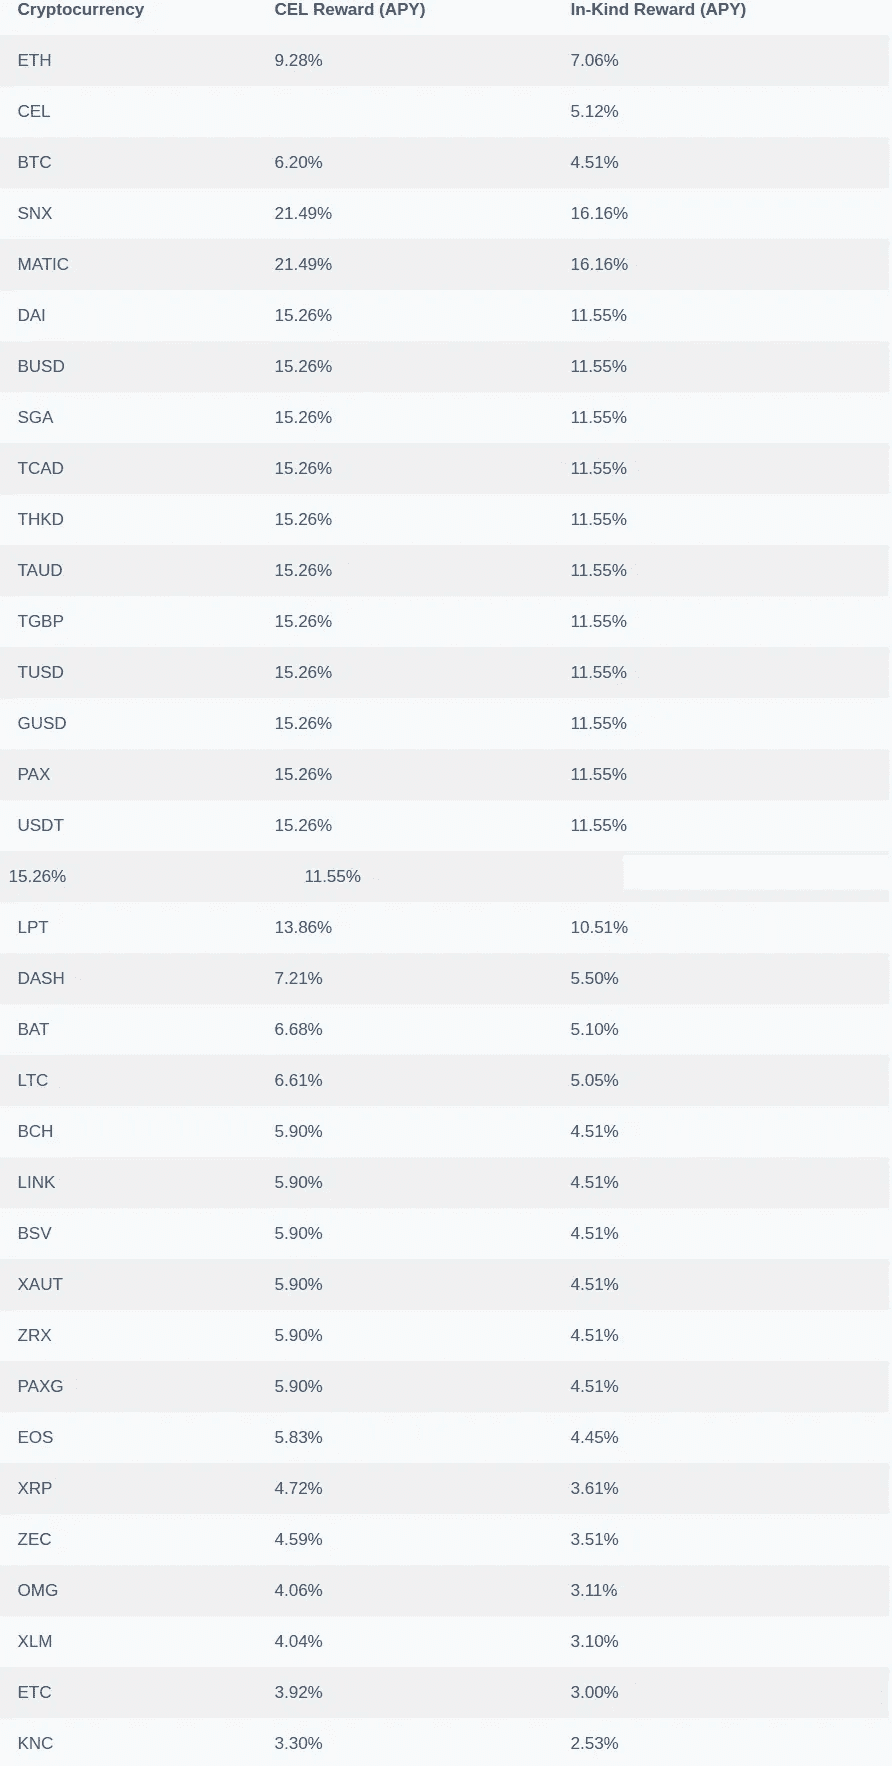 Cryptocurrency CEL Reward (APY) In-Kind Reward (APY)
ETH 9.28% 7.06%
CEL 5.12%
BTC 6.20% 4.51%
SNX 21.49% 16.16%
MATIC 21.49% 16.16%
DAI 15.26% 11.55%
BUSD 15.26% 11.55%
SGA 15.26% 11.55%
TCAD 15.26% 11.55%
THKD 15.26% 11.55%
TAUD 15.26% 11.55%
TGBP 15.26% 11.55%
TUSD 15.26% 11.55%
GUSD 15.26% 11.55%
PAX 15.26% 11.55%
USDT 15.26% 11.55%
15.26% 11.55%
LPT 13.86% 10.51%
DASH 7.21% 5.50%
BAT 6.68% 5.10%
LTC 6.61% 5.05%
BCH 5.90% 4.51%
LINK 5.90% 4.51%
BSV 5.90% 4.51%
XAUT 5.90% 4.51%
ZRX 5.90% 4.51%
PAXG 5.90% 4.51%
EOS 5.83% 4.45%
XRP 4.72% 3.61%
ZEC 4.59% 3.51%
OMG 4.06% 3.11%
XLM 4.04% 3.10%
ETC 3.92% 3.00%
KNC 3.30% 2.53%